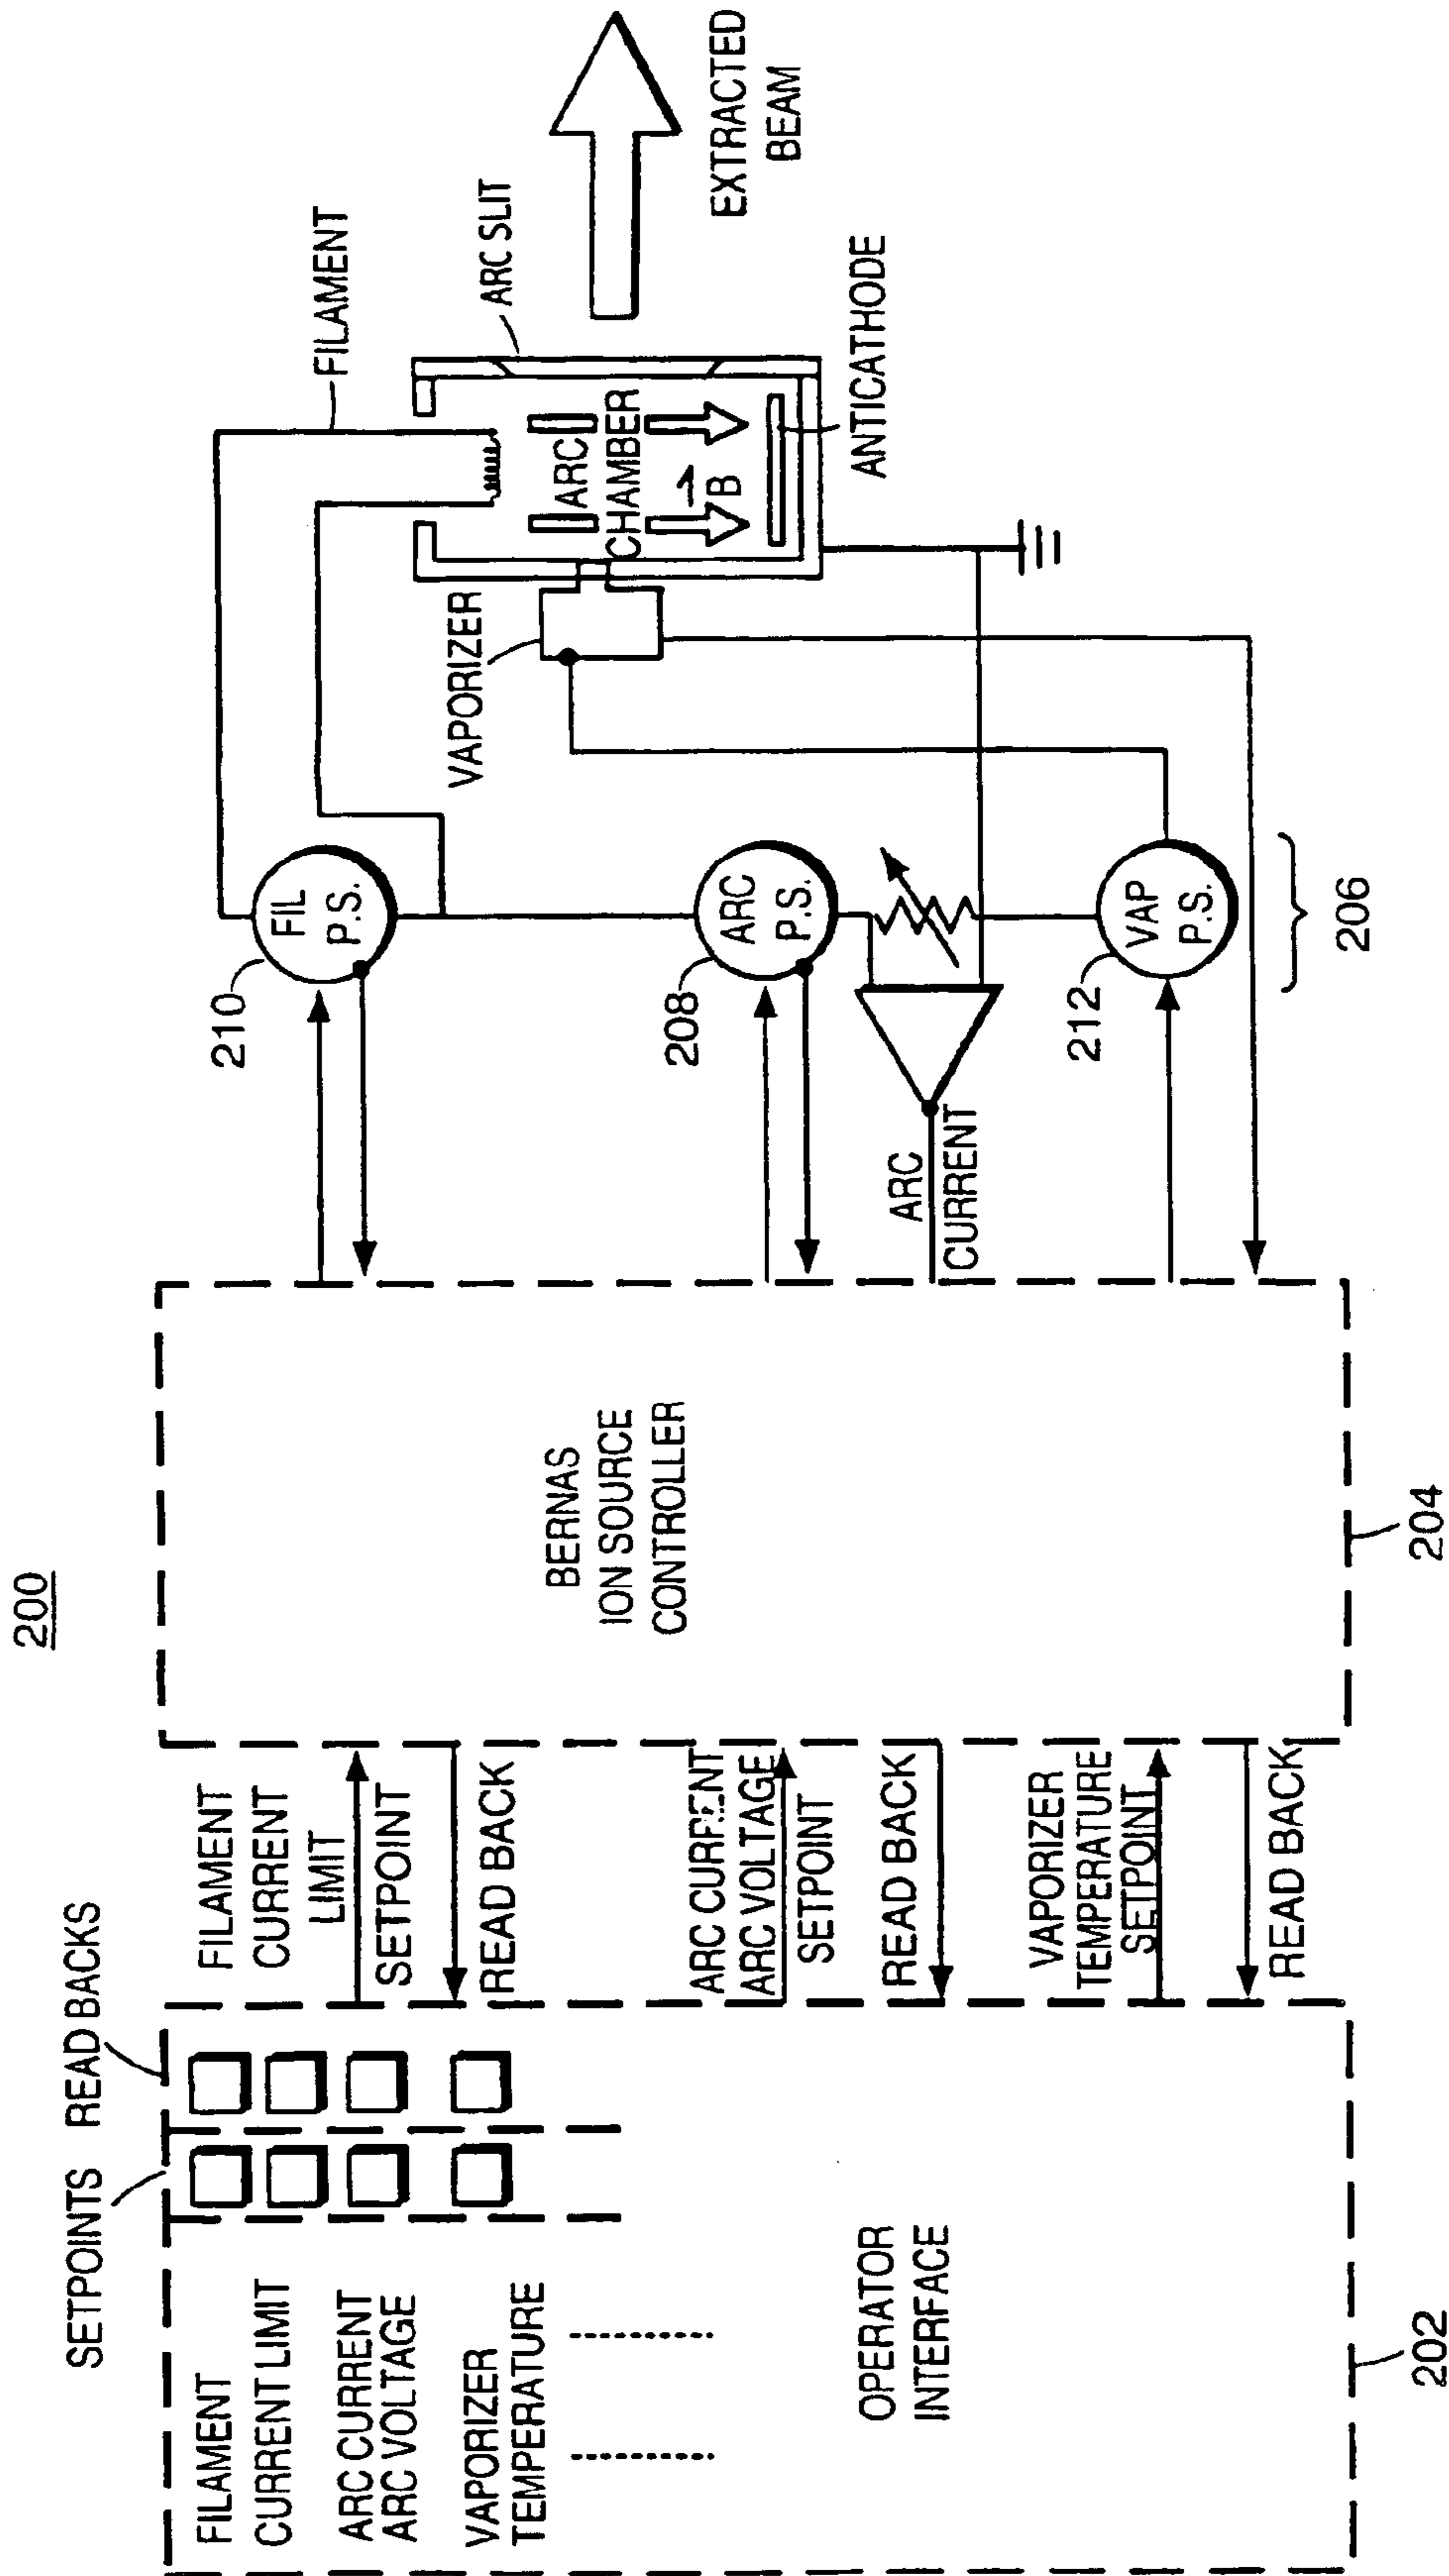 200
SETPOINTS
READ BACKS
FILAMENT
CURRENT LIMIT
ARC CURRENT
ARC VOLTAGE
VAPORIZER
TEMPERATURE
OPERATOR
INTERFACE
202
FILAMENT
CURRENT
LIMIT
SETPOINT
READ BACK
ARC CURRENT
ARC VOLTAGE
SETPOINT
READ BACK
VAPORIZER
TEMPERATURE
SETPOINT
READ BACK
BERNAS
ION SOURCE
CONTROLLER
204
210
FIL
P.S.
208
ARC
P.S.
ARC
CURRENT
212
VAP
P.S.
206
VAPORIZER
FILAMENT
ARC SLIT
ARC
CHAMBER
B
ANTICATHODE
EXTRACTED
BEAM